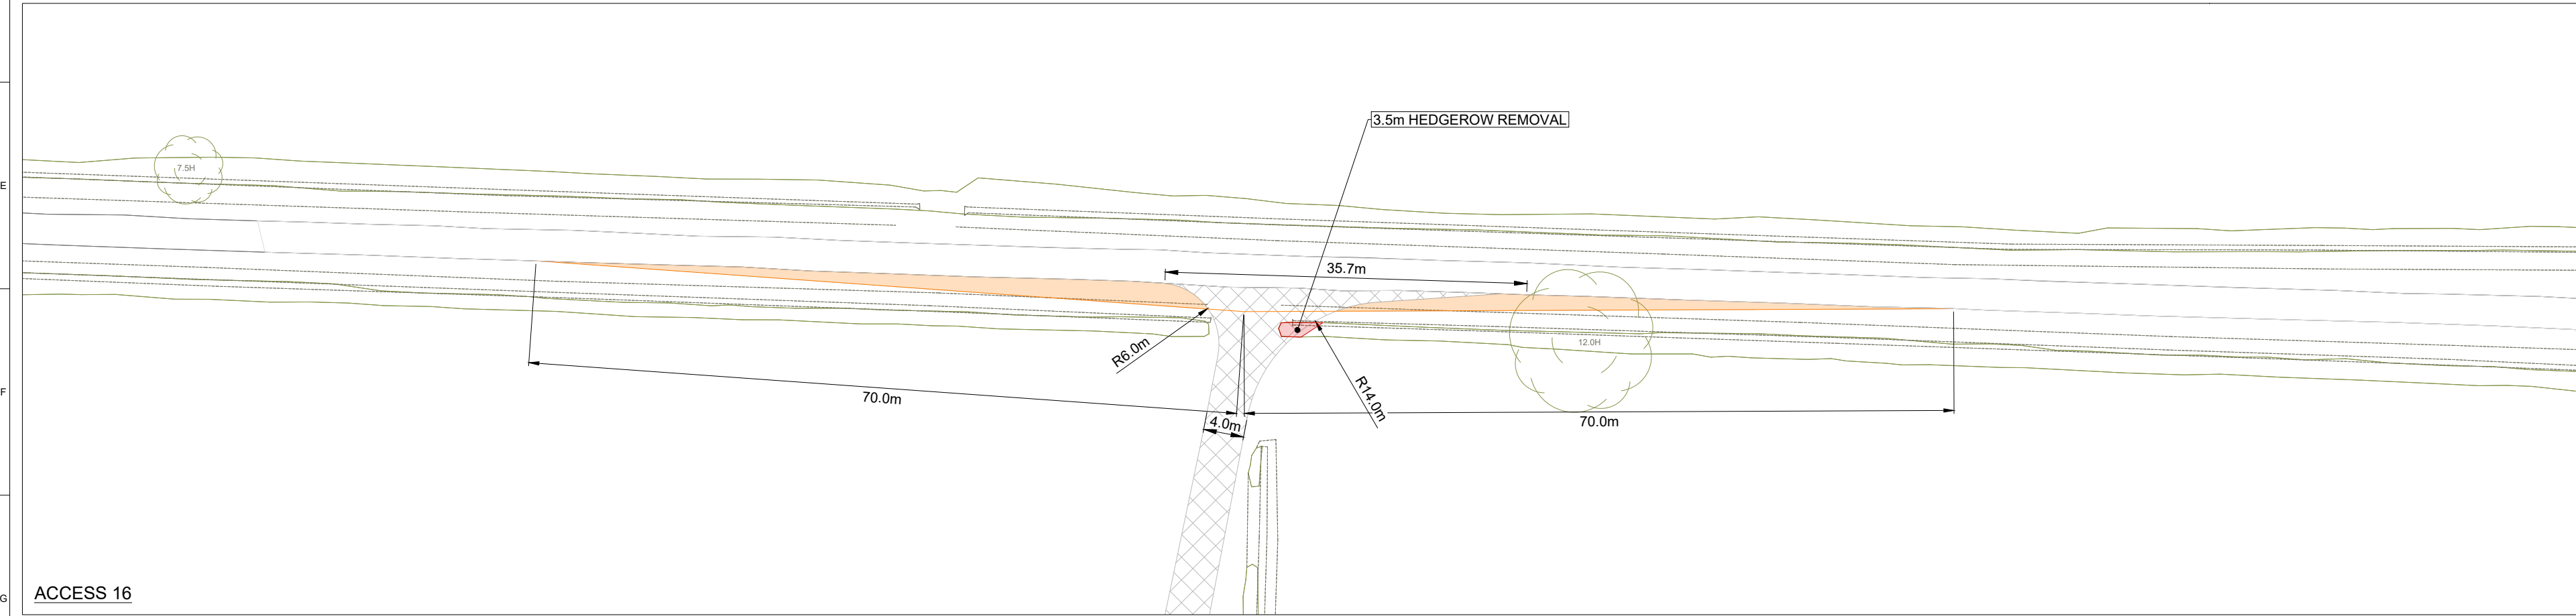 3.5m HEDGEROW REMOVAL
7.5H
E
35.7m
12.0H
R6.0m
R14.0m
F
70.0m
4.0m
70.0m
ACCESS 16
G